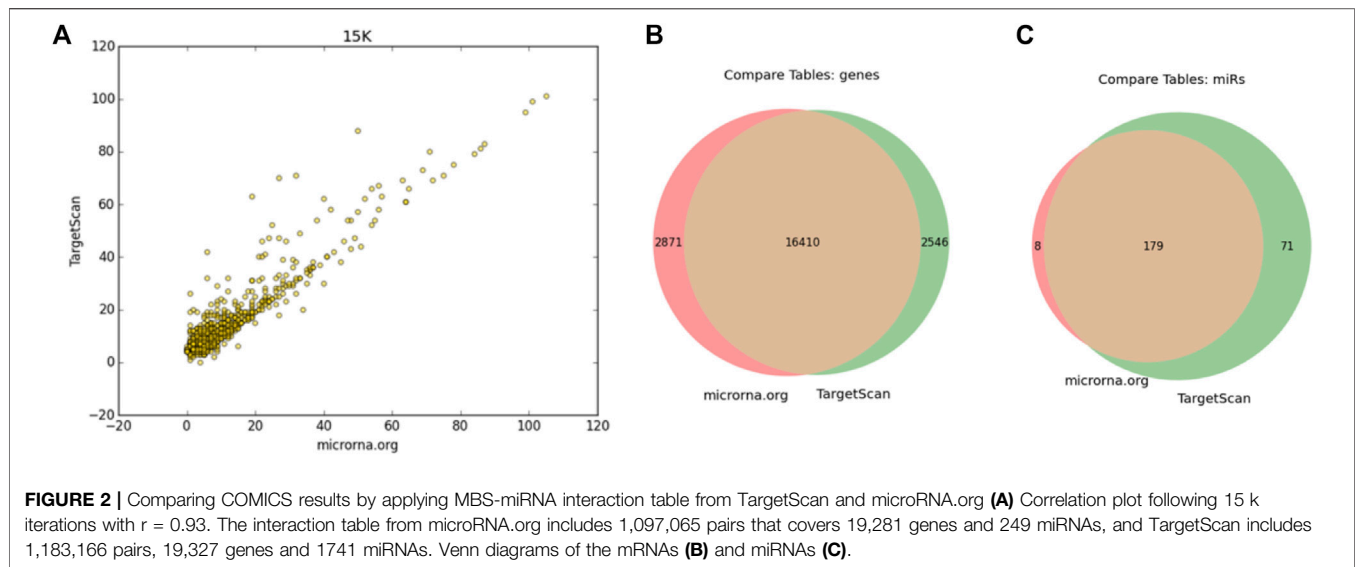 A
15K
120
100
80
60
40
20
0
−20
TargetScan
−20 0 20 40 60 80 100 120
microrna.org
B
Compare Tables: genes
2871 16410 2546
microrna.org TargetScan
C
Compare Tables: miRs
8 179 71
microrna.org
TargetScan
FIGURE 2 | Comparing COMICS results by applying MBS-miRNA interaction table from TargetScan and microRNA.org (A) Correlation plot following 15 k
iterations with r = 0.93. The interaction table from microRNA.org includes 1,097,065 pairs that covers 19,281 genes and 249 miRNAs, and TargetScan includes
1,183,166 pairs, 19,327 genes and 1741 miRNAs. Venn diagrams of the mRNAs (B) and miRNAs (C).